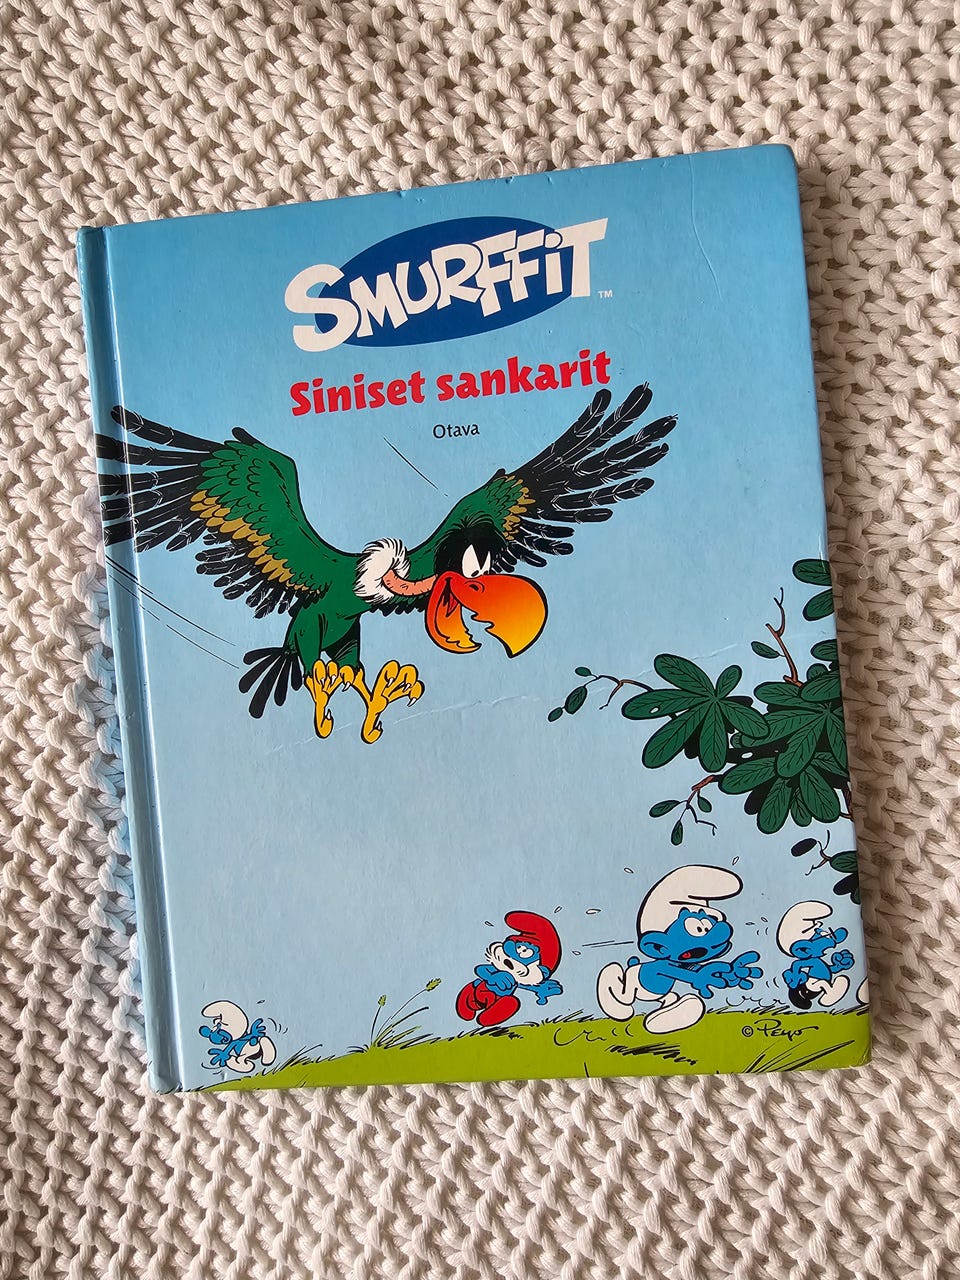 SMURFFiT™
Siniset sankarit
Otava
© Peyo